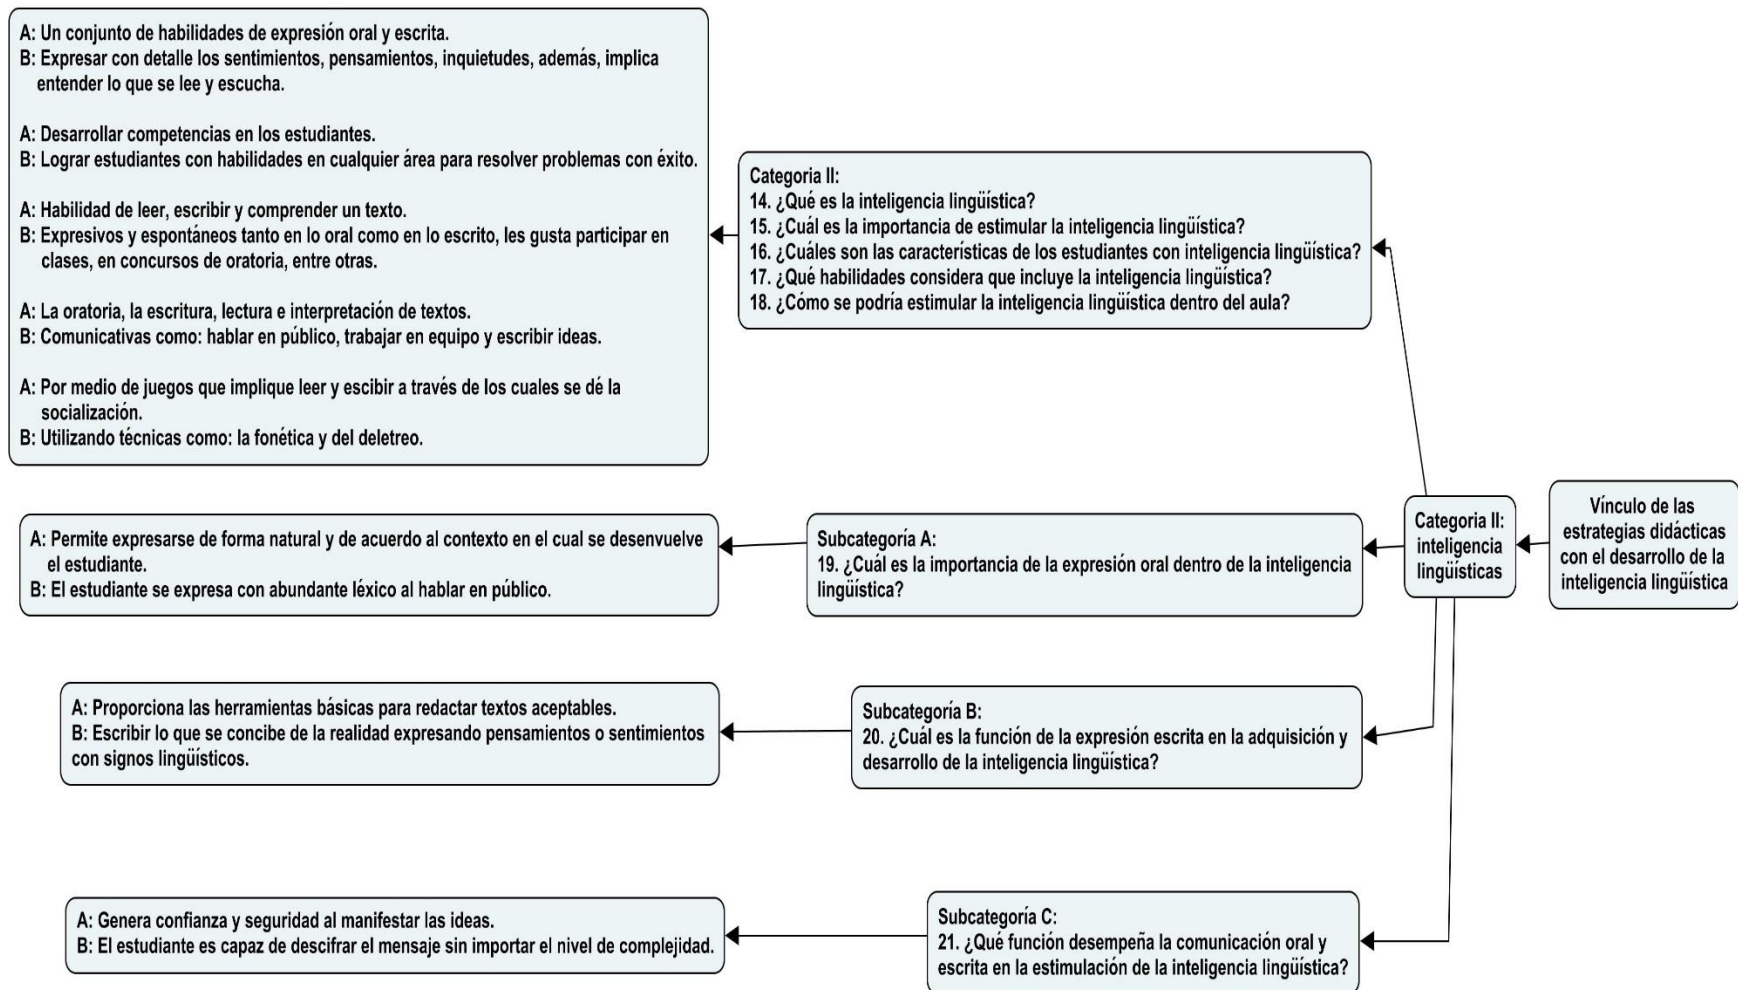 A: Un conjunto de habilidades de expresión oral y escrita.
B: Expresar con detalle los sentimientos, pensamientos, inquietudes, además, implica
entender lo que se lee y escucha.
A: Desarrollar competencias en los estudiantes.
B: Lograr estudiantes con habilidades en cualquier área para resolver problemas con éxito.
A: Habilidad de leer, escribir y comprender un texto.
B: Expresivos y espontáneos tanto en lo oral como en lo escrito, les gusta participar en
clases, en concursos de oratoria, entre otras.
A: La oratoria, la escritura, lectura e interpretación de textos.
B: Comunicativas como: hablar en público, trabajar en equipo y escribir ideas.
A: Por medio de juegos que implique leer y escibir a través de los cuales se dé la
socialización.
B: Utilizando técnicas como: la fonética y del deletreo.
Categoria II:
14. ¿Qué es la inteligencia lingüística?
15. ¿Cuál es la importancia de estimular la inteligencia lingüística?
16. ¿Cuáles son las características de los estudiantes con inteligencia lingüística?
17. ¿Qué habilidades considera que incluye la inteligencia lingüística?
18. ¿Cómo se podría estimular la inteligencia lingüística dentro del aula?
A: Permite expresarse de forma natural y de acuerdo al contexto en el cual se desenvuelve
el estudiante.
B: El estudiante se expresa con abundante léxico al hablar en público.
Subcategoría A:
19. ¿Cuál es la importancia de la expresión oral dentro de la inteligencia
lingüística?
Categoria II:
inteligencia
lingüísticas
Vínculo de las
estrategias didácticas
con el desarrollo de la
inteligencia lingüística
A: Proporciona las herramientas básicas para redactar textos aceptables.
B: Escribir lo que se concibe de la realidad expresando pensamientos o sentimientos
con signos lingüísticos.
Subcategoría B:
20. ¿Cuál es la función de la expresión escrita en la adquisición y
desarrollo de la inteligencia lingüística?
A: Genera confianza y seguridad al manifestar las ideas.
B: El estudiante es capaz de descifrar el mensaje sin importar el nivel de complejidad.
Subcategoría C:
21. ¿Qué función desempeña la comunicación oral y
escrita en la estimulación de la inteligencia lingüística?